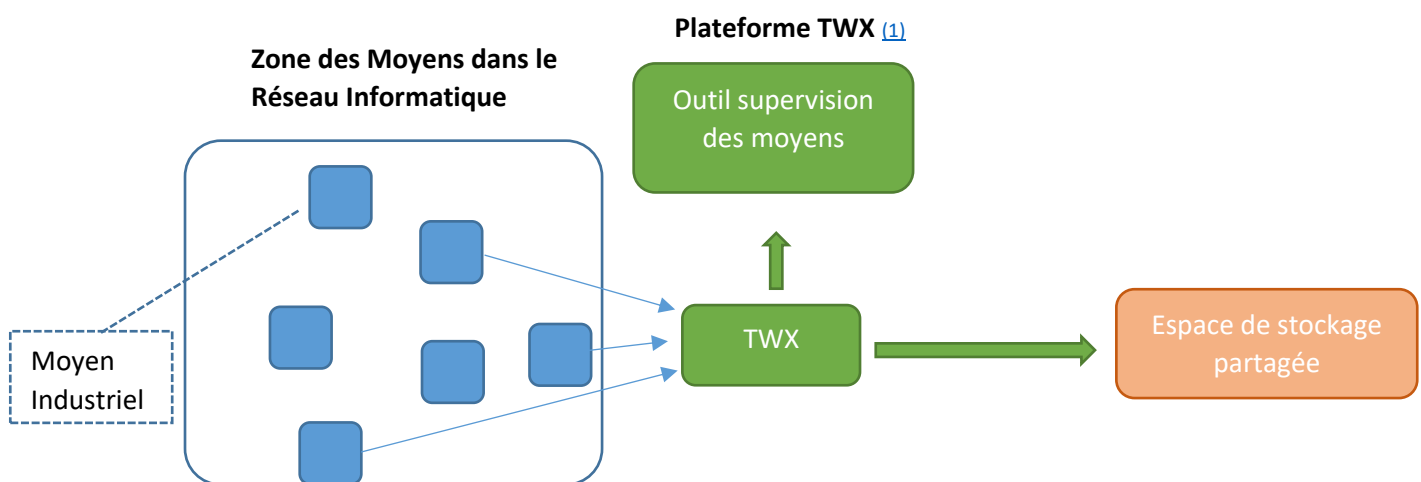 Plateforme TWX (1)
Zone des Moyens dans le
Réseau Informatique
Outil supervision
des moyens
Moyen
Industriel
TWX
Espace de stockage
partagée